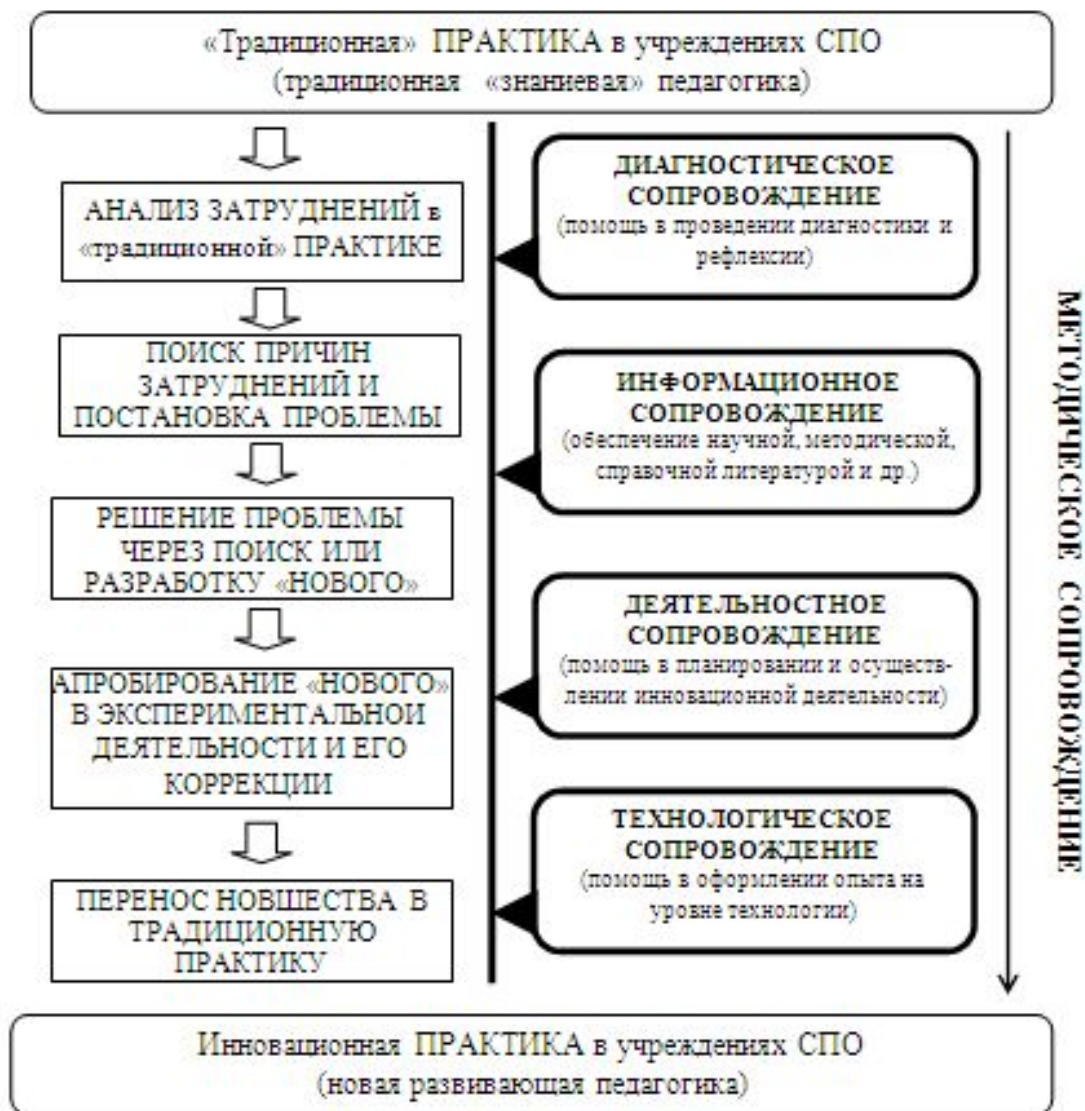 «Традиционная» ПРАКТИКА в учреждениях СПО
(традиционная «знаниевая» педагогика)
АНАЛИЗ ЗАТРУДНЕНИЙ в
«традиционной» ПРАКТИКЕ
ПОИСК ПРИЧИН
ЗАТРУДНЕНИЙ И
ПОСТАНОВКА ПРОБЛЕМЫ
РЕШЕНИЕ ПРОБЛЕМЫ
ЧЕРЕЗ ПОИСК ИЛИ
РАЗРАБОТКУ «НОВОГО»
АПРОБИРОВАНИЕ «НОВОГО»
В ЭКСПЕРИМЕНТАЛЬНОЙ
ДЕЯТЕЛЬНОСТИ И ЕГО
КОРРЕКЦИИ
ПЕРЕНОС НОВШЕСТВА В
ТРАДИЦИОННУЮ
ПРАКТИКУ
ДИАГНОСТИЧЕСКОЕ
СОПРОВОЖДЕНИЕ
(помощь в проведении диагностики и
рефлексии)
ИНФОРМАЦИОННОЕ
СОПРОВОЖДЕНИЕ
(обеспечение научной, методической,
справочной литературой и др.)
ДЕЯТЕЛЬНОСТНОЕ
СОПРОВОЖДЕНИЕ
(помощь в планировании и осуществ-
лении инновационной деятельности)
ТЕХНОЛОГИЧЕСКОЕ
СОПРОВОЖДЕНИЕ
(помощь в оформлении опыта на
уровне технологии)
МЕТОДИЧЕСКОЕ СОПРОВОЖДЕНИЕ
Инновационная ПРАКТИКА в учреждениях СПО
(новая развивающая педагогика)